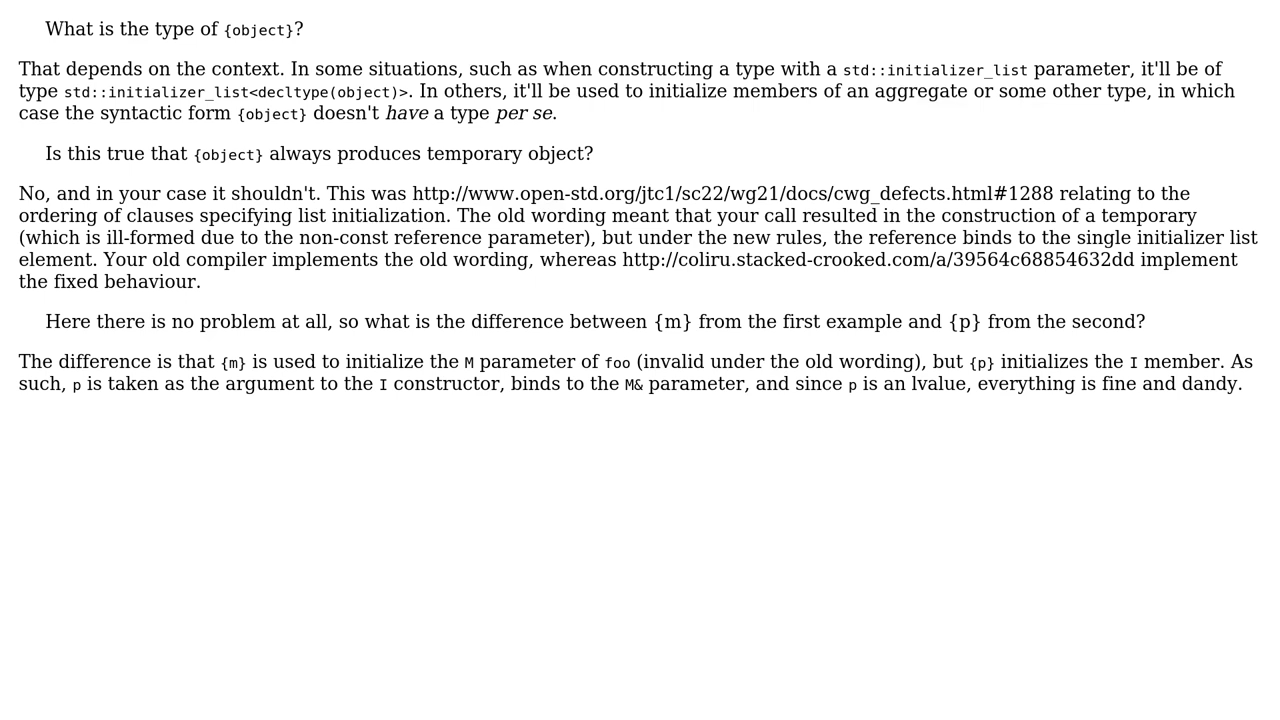 What is the type of {object}?
That depends on the context. In some situations, such as when constructing a type with a std::initializer_list parameter, it'll be of
type std::initializer_list<decltype(object)>. In others, it'll be used to initialize members of an aggregate or some other type, in which
case the syntactic form {object} doesn't have a type per se.
Is this true that {object} always produces temporary object?
No, and in your case it shouldn't. This was http://www.open-std.org/jtc1/sc22/wg21/docs/cwg_defects.html#1288 relating to the
ordering of clauses specifying list initialization. The old wording meant that your call resulted in the construction of a temporary
(which is ill-formed due to the non-const reference parameter), but under the new rules, the reference binds to the single initializer list
element. Your old compiler implements the old wording, whereas http://coliru.stacked-crooked.com/a/39564c68854632dd implement
the fixed behaviour.
Here there is no problem at all, so what is the difference between {m} from the first example and {p} from the second?
The difference is that {m} is used to initialize the M parameter of foo (invalid under the old wording), but {p} initializes the I member. As
such, p is taken as the argument to the I constructor, binds to the M& parameter, and since p is an lvalue, everything is fine and dandy.